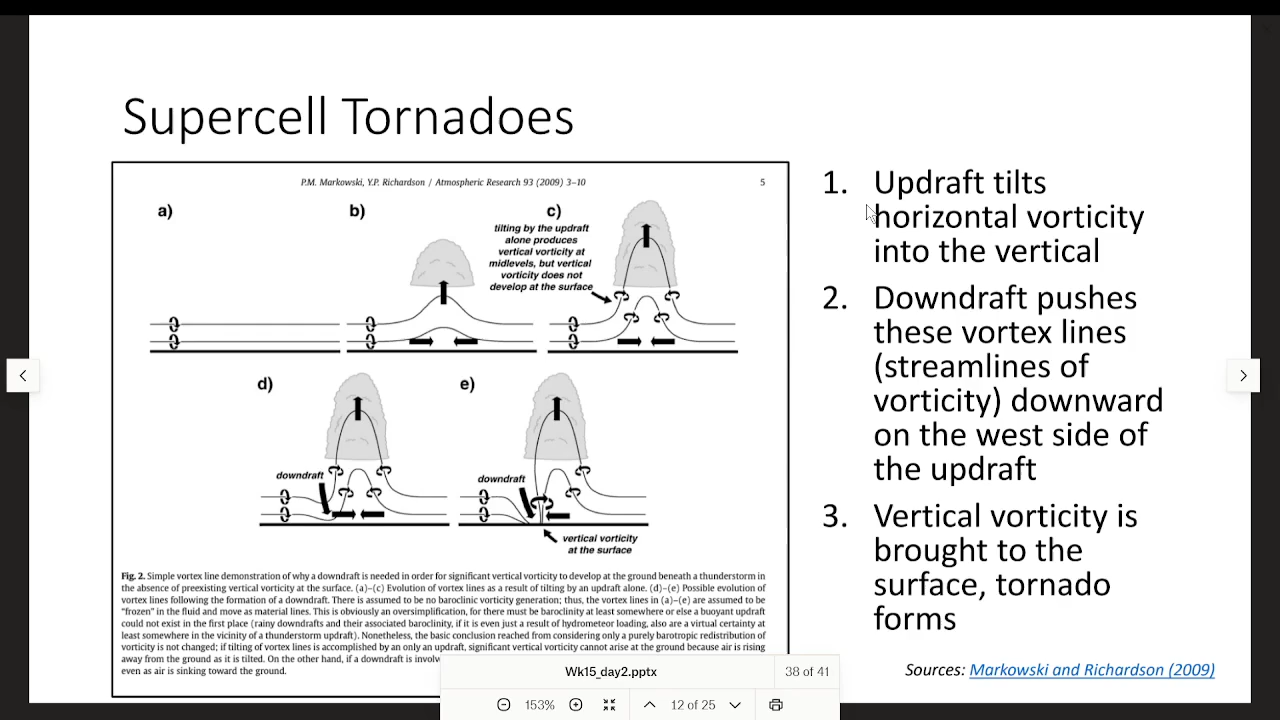 Supercell Tornadoes
P.M. Markowski, Y.P. Richardson / Atmospheric Research 93 (2009) 3–10
5
a)
b)
c)
tilting by the updraft
alone produces
vertical vorticity at
midlevels, but vertical
vorticity does not
develop at the surface
d)
e)
downdraft
downdraft
vertical vorticity
at the surface
Fig. 2. Simple vortex line demonstration of why a downdraft is needed in order for significant vertical vorticity to develop at the ground beneath a thunderstorm in
the absence of preexisting vertical vorticity at the surface. (a)–(c) Evolution of vortex lines as a result of tilting by an updraft alone. (d)–(e) Possible evolution of
vortex lines following the formation of a downdraft. There is assumed to be no baroclinic vorticity generation; thus, the vortex lines in (a)–(e) are assumed to be
"frozen" in the fluid and move as material lines. This is obviously an oversimplification, for there must be baroclinity at least somewhere or else a buoyant updraft
could not exist in the first place (rainy downdrafts and their associated baroclinity, if it is even just a result of hydrometeor loading, also are a virtual certainty at
least somewhere in the vicinity of a thunderstorm updraft). Nonetheless, the basic conclusion reached from considering only a purely barotropic redistribution of
vorticity is not changed; if tilting of vortex lines is accomplished by an only an updraft, significant vertical vorticity cannot arise at the ground because air is rising
away from the ground as it is tilted. On the other hand, if a downdraft is involv
even as air is sinking toward the ground.
1. Updraft tilts
horizontal vorticity
into the vertical
2. Downdraft pushes
these vortex lines
(streamlines of
vorticity) downward
on the west side of
the updraft
3. Vertical vorticity is
brought to the
surface, tornado
forms
Sources: Markowski and Richardson (2009)
Wk15_day2.pptx
38 of 41
153%
12 of 25